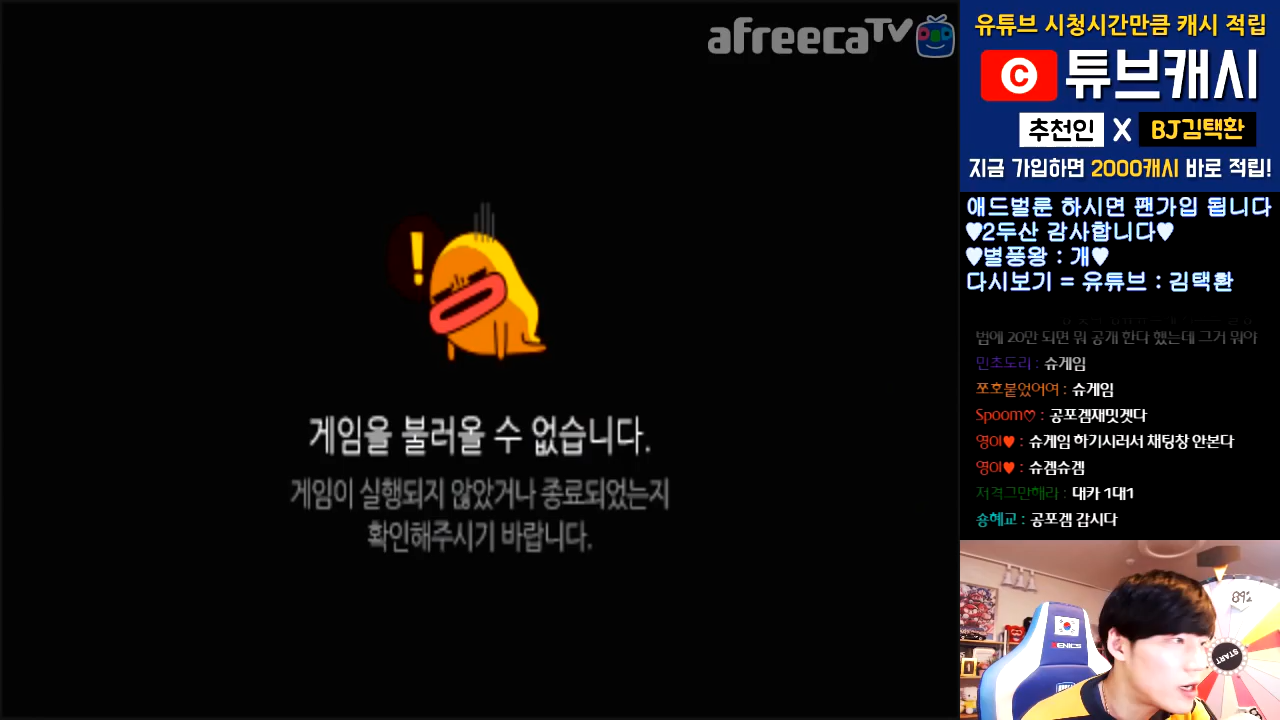 afreecaTV
유튜브 시청시간만큼 캐시 적립
C 튜브캐시
추천인 X BJ김택환
지금 가입하면 2000캐시 바로 적립!
애드벌룬 하시면 팬가입 됩니다
♥2두산 감사합니다♥
♥별풍왕 : 개♥
다시보기 = 유튜브 : 김택환
!
게임을 불러올 수 없습니다.
게임이 실행되지 않았거나 종료되었는지
확인해주시기 바랍니다.
범에 20만 되면 뭐 공개 한다 했는데 그거 뭐야
민초도리 : 슈게임
쪼호붙었어여 : 슈게임
Spoom♡ : 공포겜재밋겟다
영이♥ : 슈게임 하기시러서 채팅창 안본다
영이♥ : 슈겜슈겜
저격그만해라 : 대카 1대1
숑혜교 : 공포겜 갑시다
89%
XENICS
START